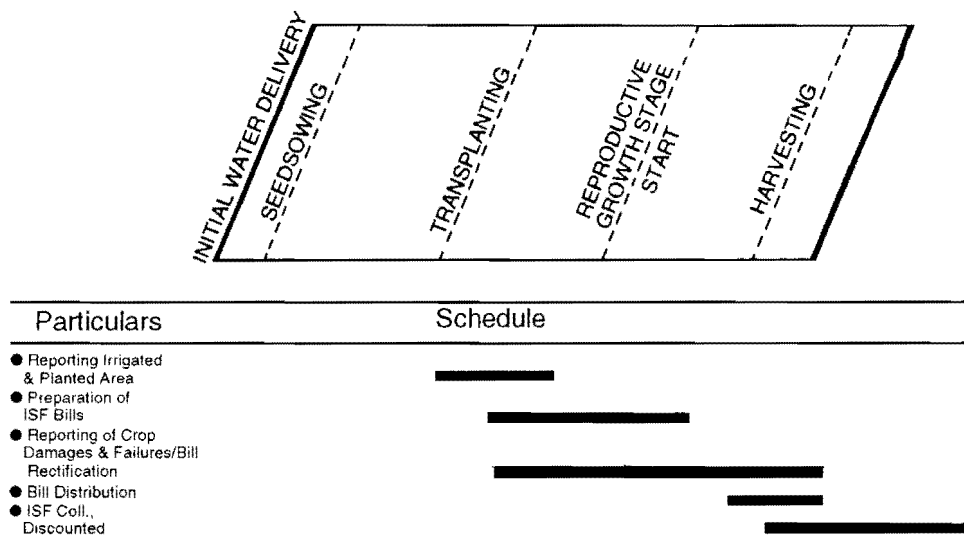 INITIAL WATER DELIVERY
SEEDSOWING
TRANSPLANTING
REPRODUCTIVE
GROWTH STAGE
START
HARVESTING
Particulars Schedule
● Reporting Irrigated
& Planted Area
● Preparation of
ISF Bills
● Reporting of Crop
Damages & Failures/Bill
Rectification
● Bill Distribution
● ISF Coll.,
Discounted